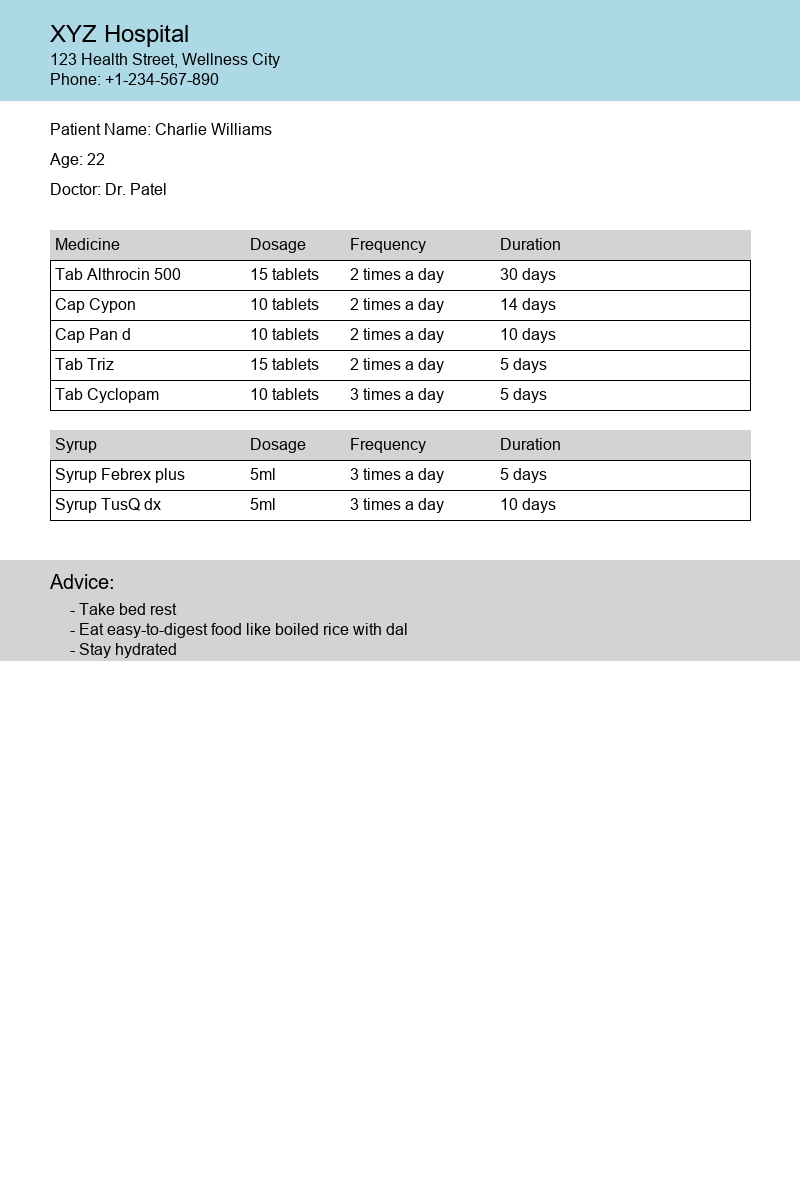 XYZ Hospital
123 Health Street, Wellness City
Phone: +1-234-567-890
Patient Name: Charlie Williams
Age: 22
Doctor: Dr. Patel
Medicine Dosage Frequency Duration
Tab Althrocin 500 15 tablets 2 times a day 30 days
Cap Cypon 10 tablets 2 times a day 14 days
Cap Pan d 10 tablets 2 times a day 10 days
Tab Triz 15 tablets 2 times a day 5 days
Tab Cyclopam 10 tablets 3 times a day 5 days
Syrup Dosage Frequency Duration
Syrup Febrex plus 5ml 3 times a day 5 days
Syrup TusQ dx 5ml 3 times a day 10 days
Advice:
- Take bed rest
- Eat easy-to-digest food like boiled rice with dal
- Stay hydrated